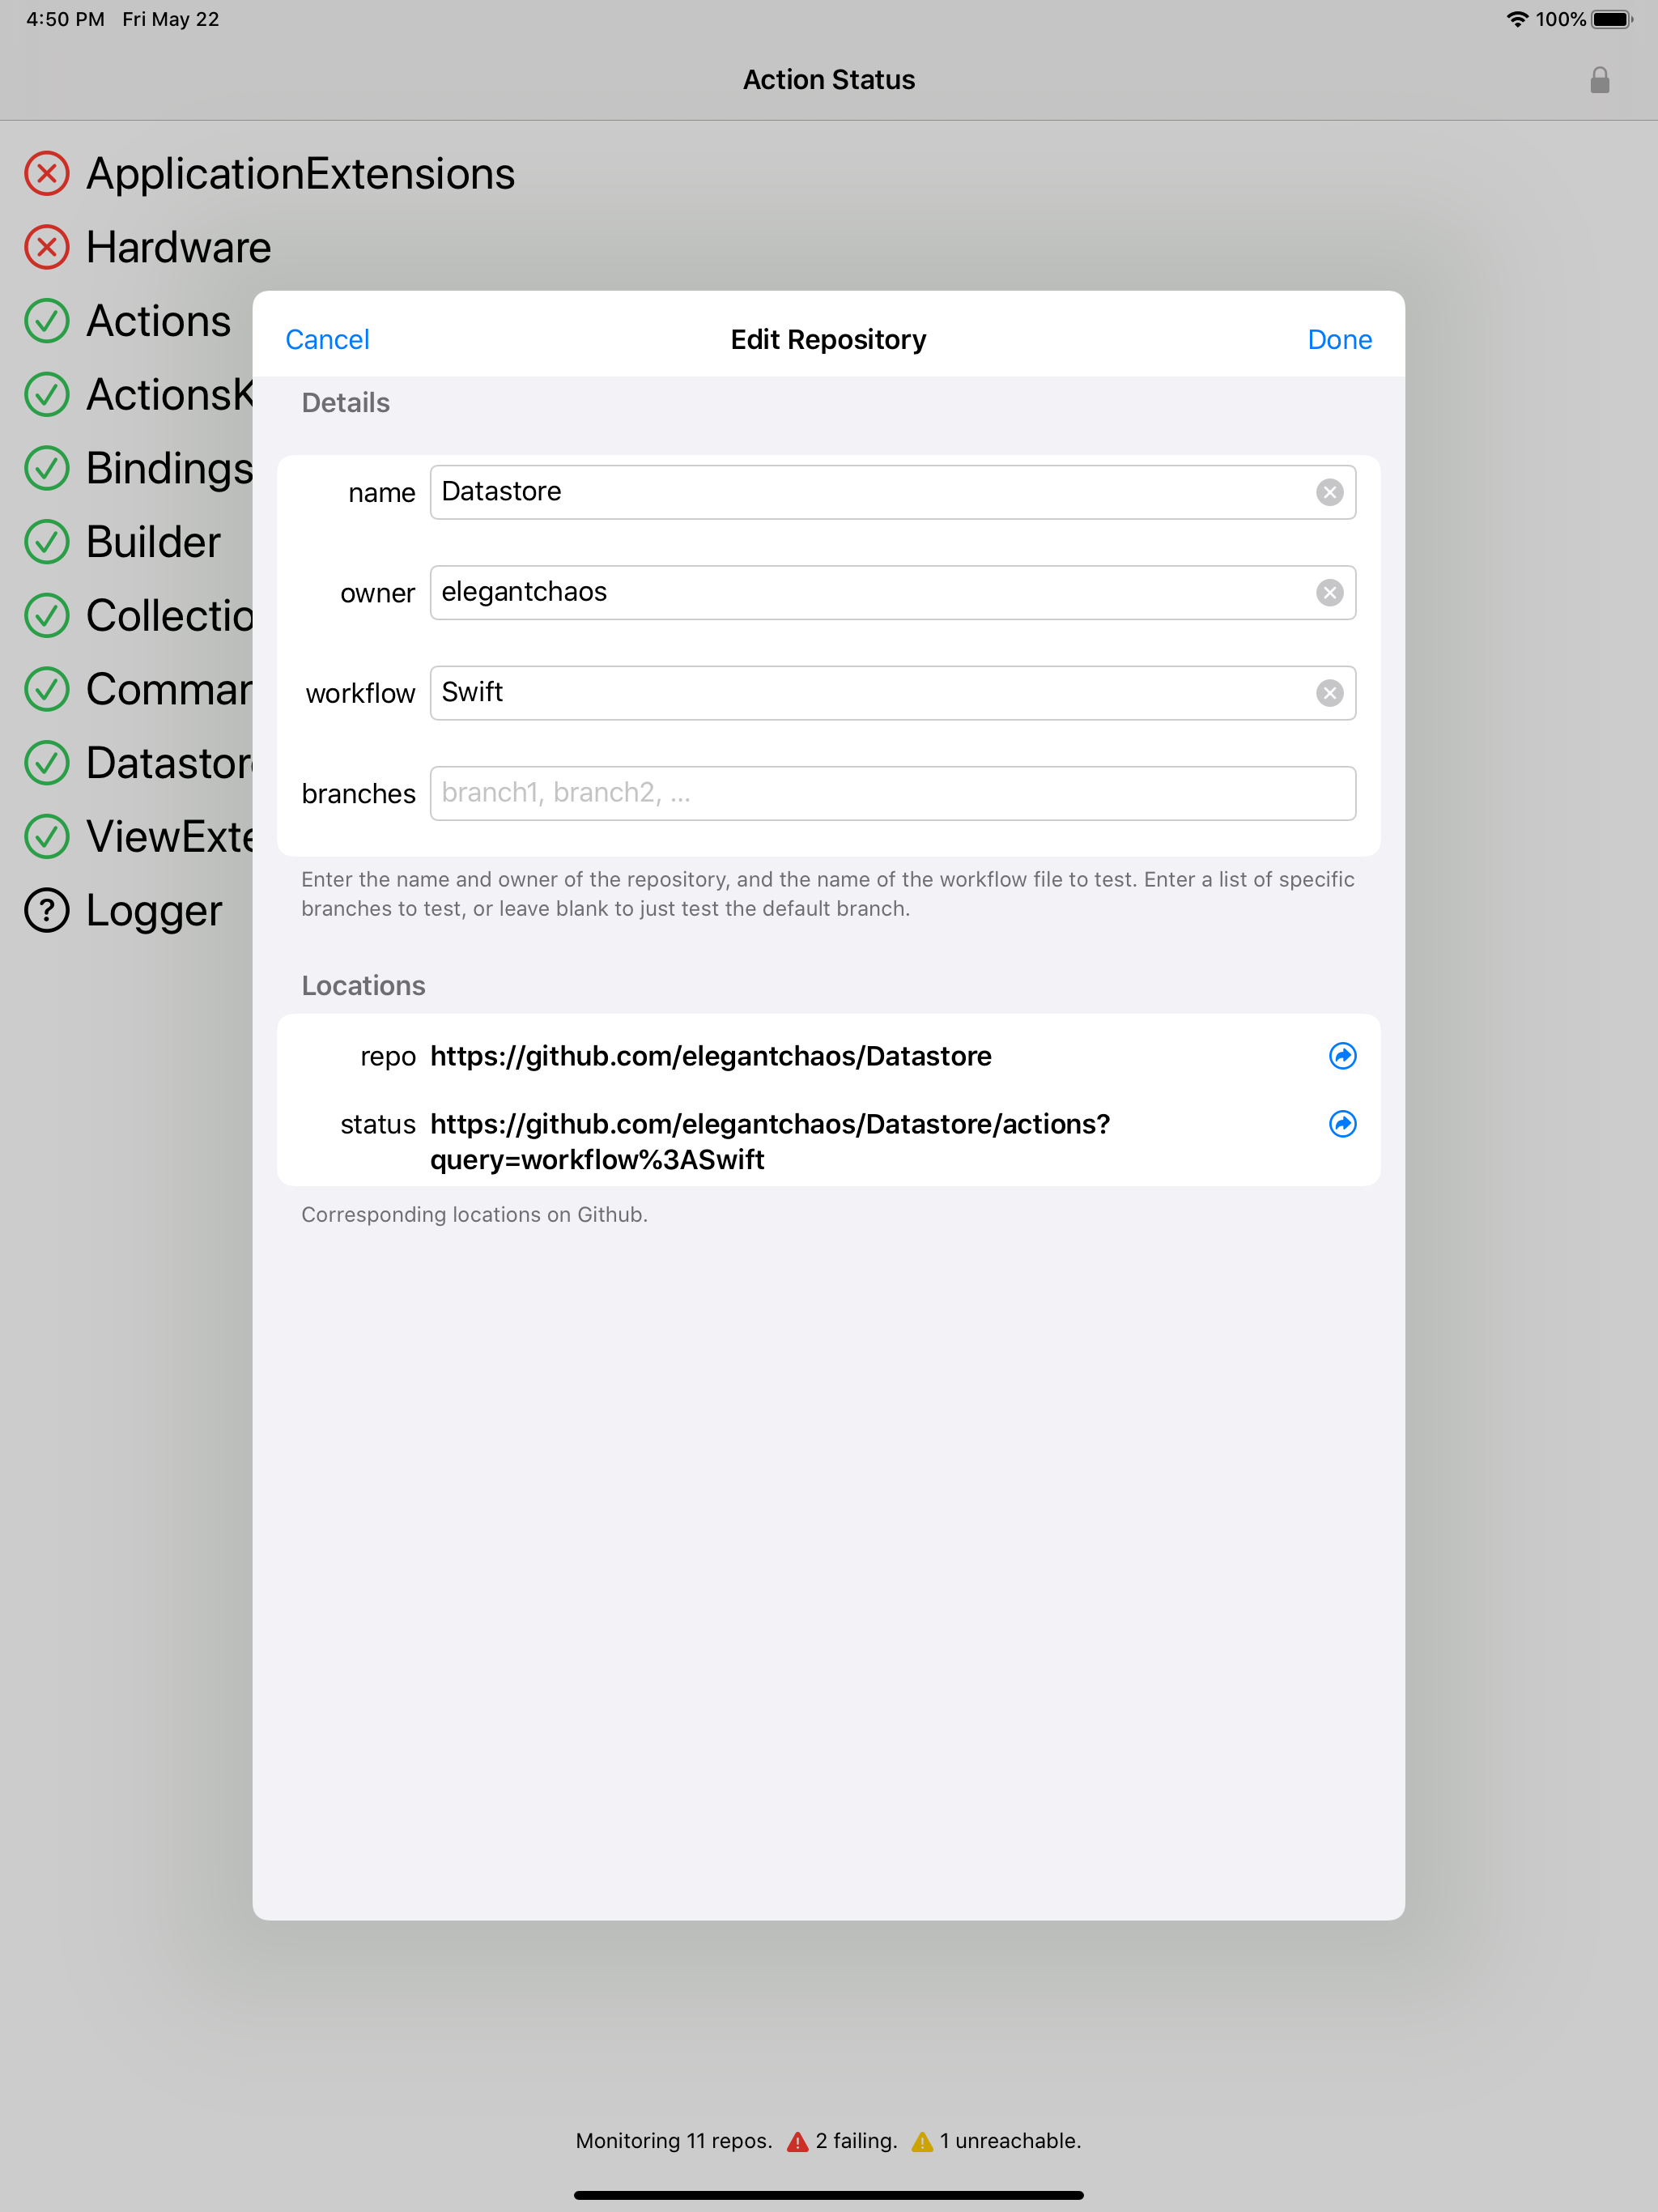 4:50 PM Fri May 22
100%
Action Status
ApplicationExtensions
Hardware
Actions
ActionsK
Bindings
Builder
Collectio
Comman
Datastore
ViewExte
Logger
Cancel
Edit Repository
Done
Details
name Datastore
owner elegantchaos
workflow Swift
branches branch1, branch2, ...
Enter the name and owner of the repository, and the name of the workflow file to test. Enter a list of specific
branches to test, or leave blank to just test the default branch.
Locations
repo https://github.com/elegantchaos/Datastore
status https://github.com/elegantchaos/Datastore/actions?
query=workflow%3ASwift
Corresponding locations on Github.
Monitoring 11 repos. 2 failing. 1 unreachable.